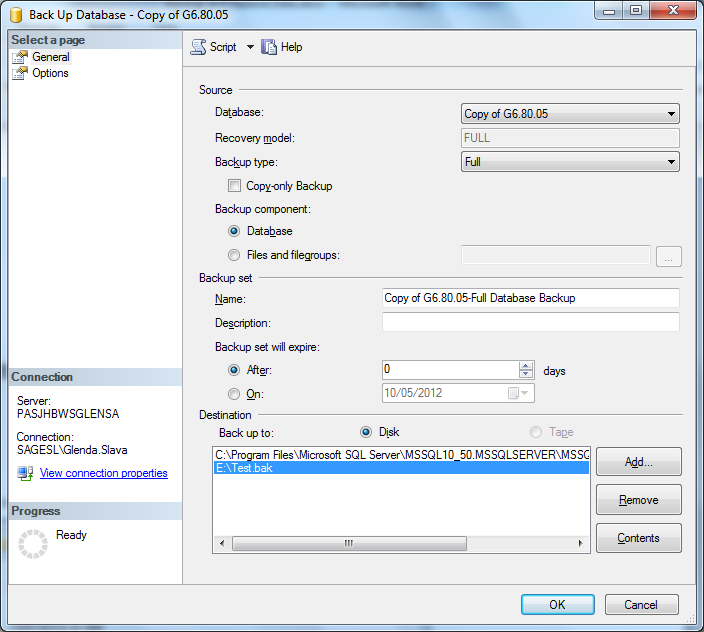 Back Up Database - Copy of G6.80.05
Select a page
General
Options
Script
Help
Source
Database:
Copy of G6.80.05
Recovery model:
FULL
Backup type:
Full
Copy-only Backup
Backup component:
Database
Files and filegroups:
...
Backup set
Name:
Copy of G6.80.05-Full Database Backup
Description:
Backup set will expire:
After:
0
days
On:
10/05/2012
Destination
Back up to:
Disk
Tape
C:\Program Files\Microsoft SQL Server\MSSQL10_50.MSSQLSERVER\MSSQ
E:\Test.bak
Add...
Remove
Contents
Connection
Server:
PASJHBWSGLENSA
Connection:
SAGESL\Glenda.Slava
View connection properties
Progress
Ready
OK
Cancel